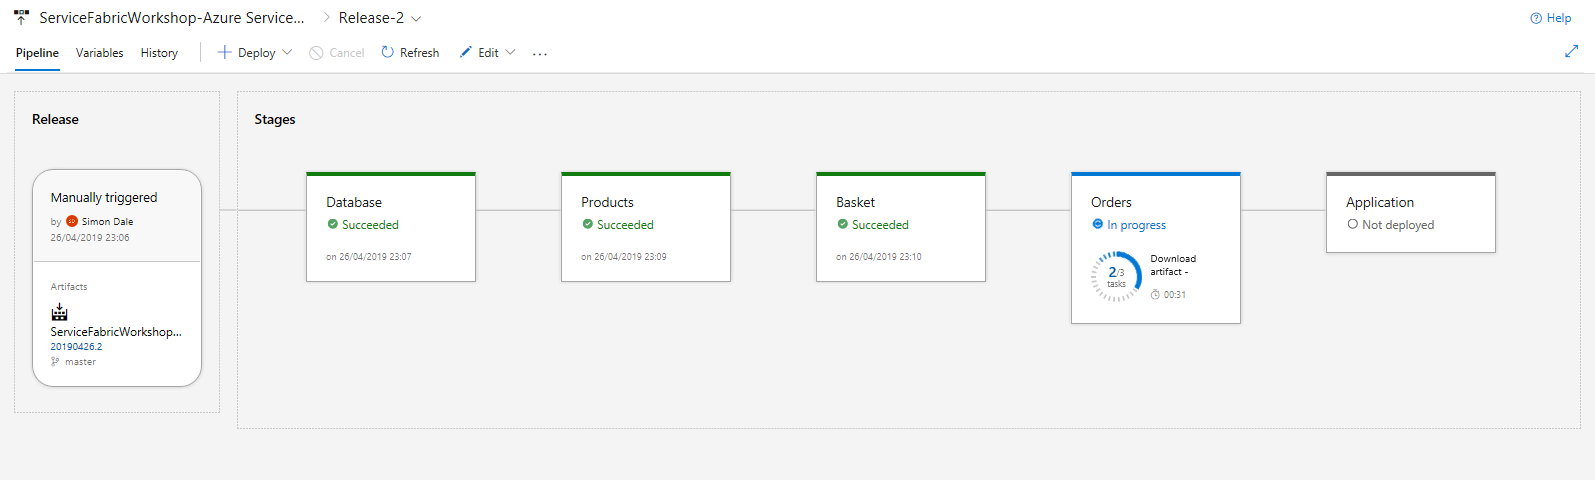 ServiceFabricWorkshop-Azure Service... > Release-2
Help
Pipeline Variables History Deploy Cancel Refresh Edit ...
Release
Manually triggered
by SD Simon Dale
26/04/2019 23:06
Artifacts
ServiceFabricWorkshop...
20190426.2
master
Stages
Database
Succeeded
on 26/04/2019 23:07
Products
Succeeded
on 26/04/2019 23:09
Basket
Succeeded
on 26/04/2019 23:10
Orders
In progress
2/3
tasks
Download
artifact -
00:31
Application
Not deployed